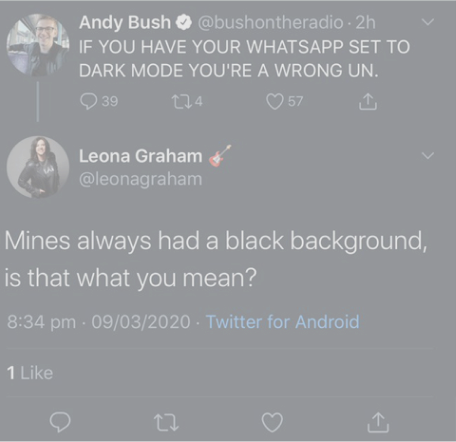 Andy Bush @bushontheradio · 2h
IF YOU HAVE YOUR WHATSAPP SET TO
DARK MODE YOU'RE A WRONG UN.
39 4 57
Leona Graham 🎸
@leonagraham
Mines always had a black background,
is that what you mean?
8:34 pm · 09/03/2020 · Twitter for Android
1 Like